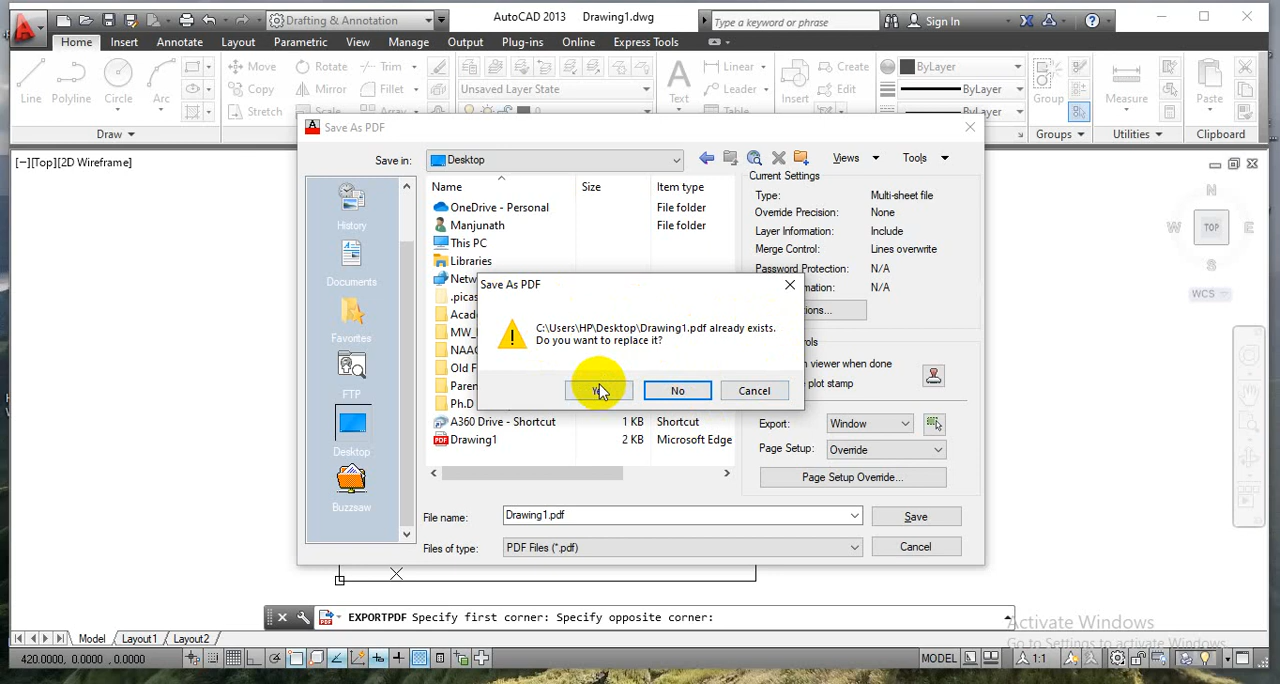 Drafting & Annotation
AutoCAD 2013 Drawing1.dwg
Type a keyword or phrase
Sign In
Home Insert Annotate Layout Parametric View Manage Output Plug-ins Online Express Tools
Line Polyline Circle Arc
Move Rotate Trim
Copy Mirror Fillet
Stretch Scale Array
Unsaved Layer State
0
Text
Linear
Leader
Table
Insert
Create
Edit
ByLayer
ByLayer
ByLayer
Group
Measure
Paste
Draw
Groups Utilities Clipboard
[−][Top][2D Wireframe]
Save As PDF
Save in: Desktop
Views Tools
Name Size Item type
OneDrive - Personal File folder
Manjunath File folder
This PC
Libraries
A360 Drive - Shortcut 1 KB Shortcut
Drawing1 2 KB Microsoft Edge
History
Documents
Favorites
FTP
Desktop
Buzzsaw
Current Settings
Type: Multi-sheet file
Override Precision: None
Layer Information: Include
Merge Control: Lines overwrite
Password Protection: N/A
N/A
viewer when done
plot stamp
Export: Window
Page Setup: Override
Page Setup Override...
Save As PDF
C:\Users\HP\Desktop\Drawing1.pdf already exists.
Do you want to replace it?
No Cancel
File name: Drawing1.pdf Save
Files of type: PDF Files (*.pdf) Cancel
N
W TOP E
S
WCS
EXPORTPDF Specify first corner: Specify opposite corner:
Model Layout1 Layout2
Activate Windows
Go to Settings to activate Windows.
420.0000, 0.0000 , 0.0000
MODEL 1:1